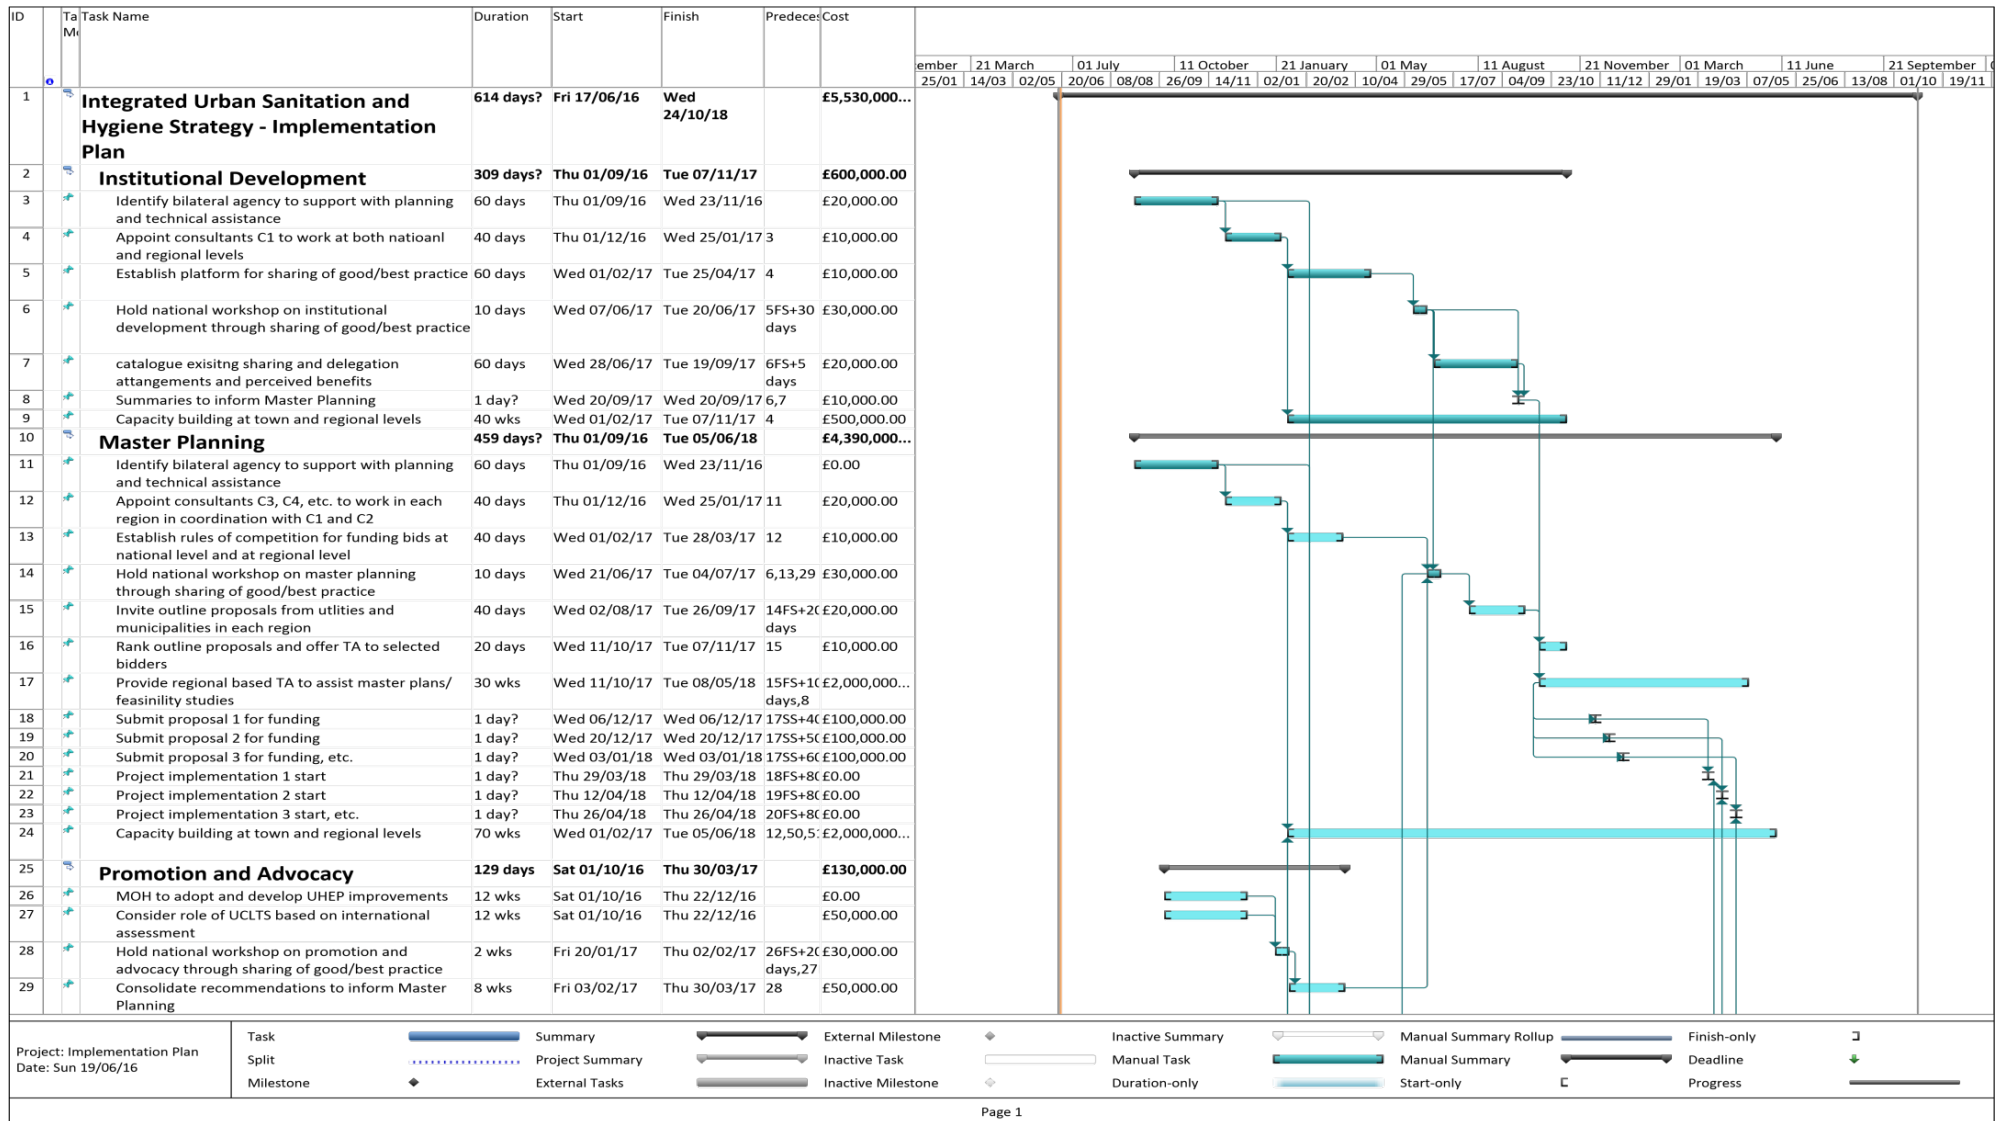 ID Ta Task Name Duration Start Finish Predeces Cost
Mo
ember 21 March 01 July 11 October 21 January 01 May 11 August 21 November 01 March 11 June 21 September
25/01 14/03 02/05 20/06 08/08 26/09 14/11 02/01 20/02 10/04 29/05 17/07 04/09 23/10 11/12 29/01 19/03 07/05 25/06 13/08 01/10 19/11
1 Integrated Urban Sanitation and 614 days? Fri 17/06/16 Wed £5,530,000...
Hygiene Strategy - Implementation 24/10/18
Plan
2 Institutional Development 309 days? Thu 01/09/16 Tue 07/11/17 £600,000.00
3 Identify bilateral agency to support with planning 60 days Thu 01/09/16 Wed 23/11/16 £20,000.00
and technical assistance
4 Appoint consultants C1 to work at both natioanl 40 days Thu 01/12/16 Wed 25/01/17 3 £10,000.00
and regional levels
5 Establish platform for sharing of good/best practice 60 days Wed 01/02/17 Tue 25/04/17 4 £10,000.00
6 Hold national workshop on institutional 10 days Wed 07/06/17 Tue 20/06/17 5FS+30 £30,000.00
development through sharing of good/best practice days
7 catalogue exisitng sharing and delegation 60 days Wed 28/06/17 Tue 19/09/17 6FS+5 £20,000.00
attangements and perceived benefits days
8 Summaries to inform Master Planning 1 day? Wed 20/09/17 Wed 20/09/17 6,7 £10,000.00
9 Capacity building at town and regional levels 40 wks Wed 01/02/17 Tue 07/11/17 4 £500,000.00
10 Master Planning 459 days? Thu 01/09/16 Tue 05/06/18 £4,390,000...
11 Identify bilateral agency to support with planning 60 days Thu 01/09/16 Wed 23/11/16 £0.00
and technical assistance
12 Appoint consultants C3, C4, etc. to work in each 40 days Thu 01/12/16 Wed 25/01/17 11 £20,000.00
region in coordination with C1 and C2
13 Establish rules of competition for funding bids at 40 days Wed 01/02/17 Tue 28/03/17 12 £10,000.00
national level and at regional level
14 Hold national workshop on master planning 10 days Wed 21/06/17 Tue 04/07/17 6,13,29 £30,000.00
through sharing of good/best practice
15 Invite outline proposals from utlities and 40 days Wed 02/08/17 Tue 26/09/17 14FS+20 £20,000.00
municipalities in each region days
16 Rank outline proposals and offer TA to selected 20 days Wed 11/10/17 Tue 07/11/17 15 £10,000.00
bidders
17 Provide regional based TA to assist master plans/ 30 wks Wed 11/10/17 Tue 08/05/18 15FS+10 £2,000,000...
feasinility studies days,8
18 Submit proposal 1 for funding 1 day? Wed 06/12/17 Wed 06/12/17 17SS+40 £100,000.00
19 Submit proposal 2 for funding 1 day? Wed 20/12/17 Wed 20/12/17 17SS+50 £100,000.00
20 Submit proposal 3 for funding, etc. 1 day? Wed 03/01/18 Wed 03/01/18 17SS+60 £100,000.00
21 Project implementation 1 start 1 day? Thu 29/03/18 Thu 29/03/18 18FS+80 £0.00
22 Project implementation 2 start 1 day? Thu 12/04/18 Thu 12/04/18 19FS+80 £0.00
23 Project implementation 3 start, etc. 1 day? Thu 26/04/18 Thu 26/04/18 20FS+80 £0.00
24 Capacity building at town and regional levels 70 wks Wed 01/02/17 Tue 05/06/18 12,50,5 £2,000,000...
25 Promotion and Advocacy 129 days Sat 01/10/16 Thu 30/03/17 £130,000.00
26 MOH to adopt and develop UHEP improvements 12 wks Sat 01/10/16 Thu 22/12/16 £0.00
27 Consider role of UCLTS based on international 12 wks Sat 01/10/16 Thu 22/12/16 £50,000.00
assessment
28 Hold national workshop on promotion and 2 wks Fri 20/01/17 Thu 02/02/17 26FS+20 £30,000.00
advocacy through sharing of good/best practice days,27
29 Consolidate recommendations to inform Master 8 wks Fri 03/02/17 Thu 30/03/17 28 £50,000.00
Planning
Project: Implementation Plan
Date: Sun 19/06/16
Task Summary External Milestone Inactive Summary Manual Summary Rollup Finish-only
Split Project Summary Inactive Task Manual Task Manual Summary Deadline
Milestone External Tasks Inactive Milestone Duration-only Start-only Progress
Page 1